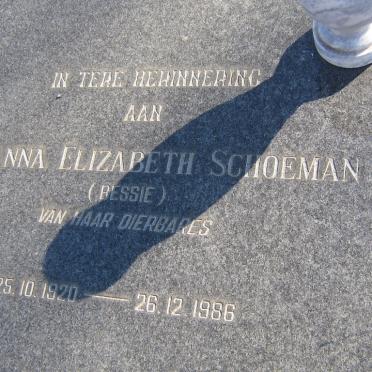 IN TERE HERINNERING
AAN
NNA ELIZABETH SCHOEMAN
(BESSIE)
VAN HAAR DIERBARES
25.10.1920 — 26.12.1986